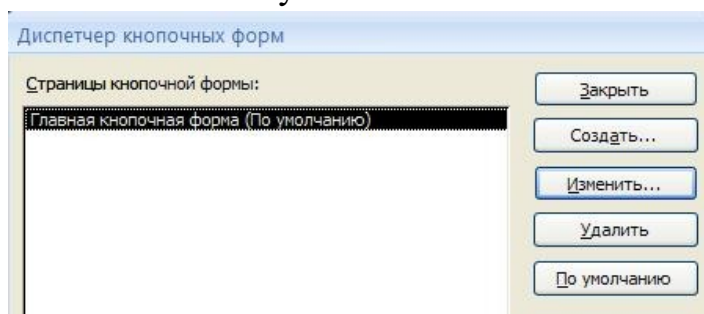 Диспетчер кнопочных форм
Страницы кнопочной формы:
Главная кнопочная форма (По умолчанию)
Закрыть
Создать...
Изменить...
Удалить
По умолчанию